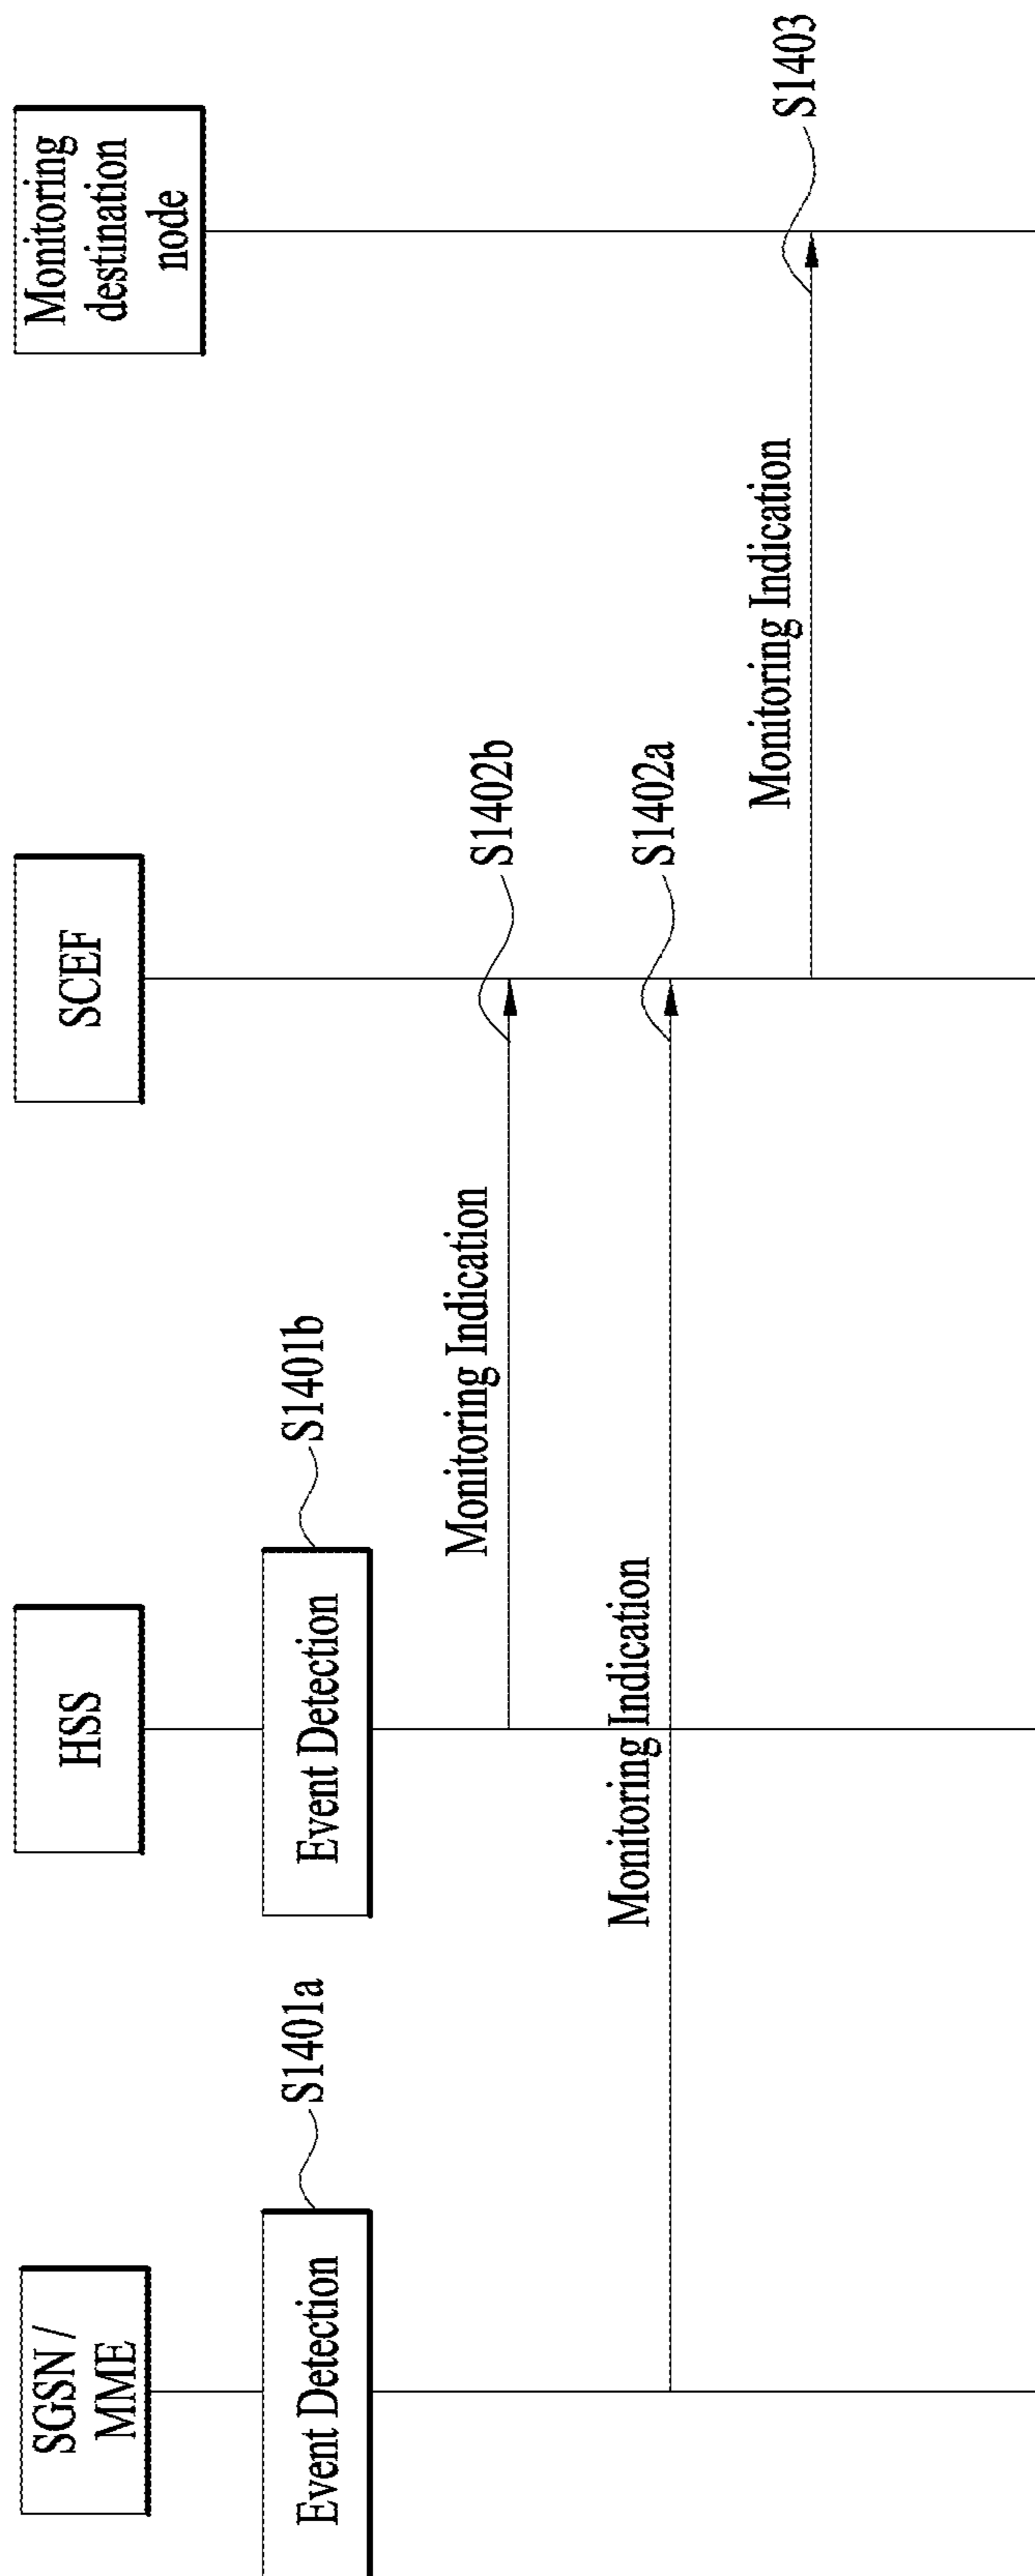 SGSN /
MME
HSS
SCEF
Monitoring
destination
node
Event Detection
S1401a
Event Detection
S1401b
Monitoring Indication
S1402b
Monitoring Indication
S1402a
Monitoring Indication
S1403